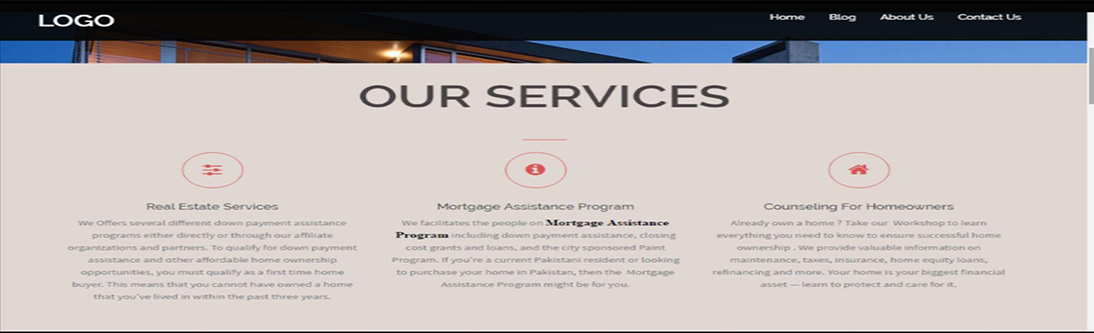 LOGO
Home Blog About Us Contact Us
OUR SERVICES
Real Estate Services
We Offers several different down payment assistance
programs either directly or through our affiliate
organizations and partners. To qualify for down payment
assistance and other affordable home ownership
opportunities, you must qualify as a first time home
buyer. This means that you cannot have owned a home
that you've lived in within the past three years.
Mortgage Assistance Program
We facilitates the people on Mortgage Assistance
Program including down payment assistance, closing
cost grants and loans, and the city sponsored Paint
Program. If you're a current Pakistani resident or looking
to purchase your home in Pakistan, then the Mortgage
Assistance Program might be for you.
Counseling For Homeowners
Already own a home ? Take our Workshop to learn
everything you need to know to ensure successful home
ownership . We provide valuable information on
maintenance, taxes, insurance, home equity loans,
refinancing and more. Your home is your biggest financial
asset — learn to protect and care for it.